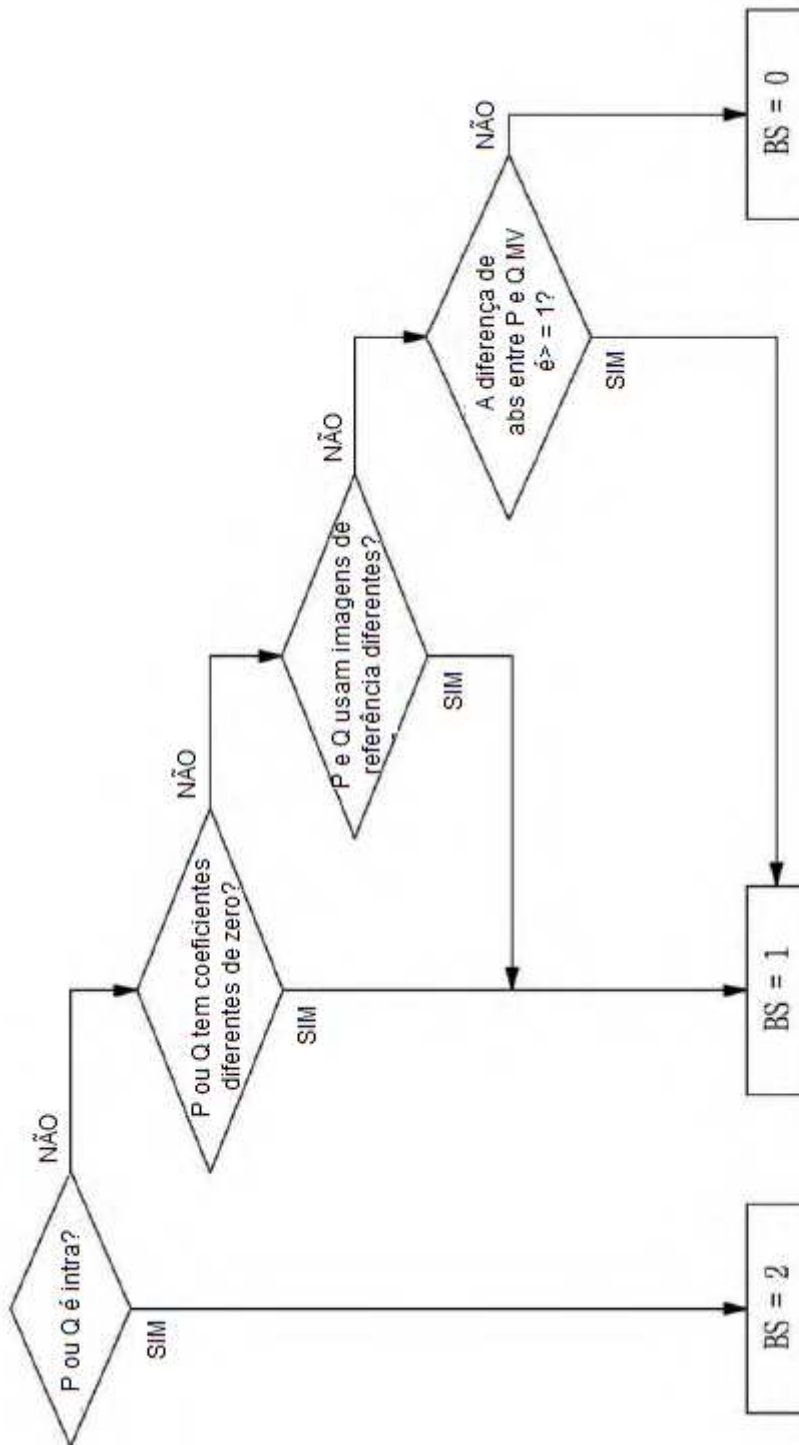 P ou Q é intra?
NÃO
SIM
P ou Q tem coeficientes
diferentes de zero?
NÃO
SIM
P e Q usam imagens de
referência diferentes?
NÃO
SIM
A diferença de
abs entre P e Q MV
é> = 1?
NÃO
SIM
BS = 2
BS = 1
BS = 0